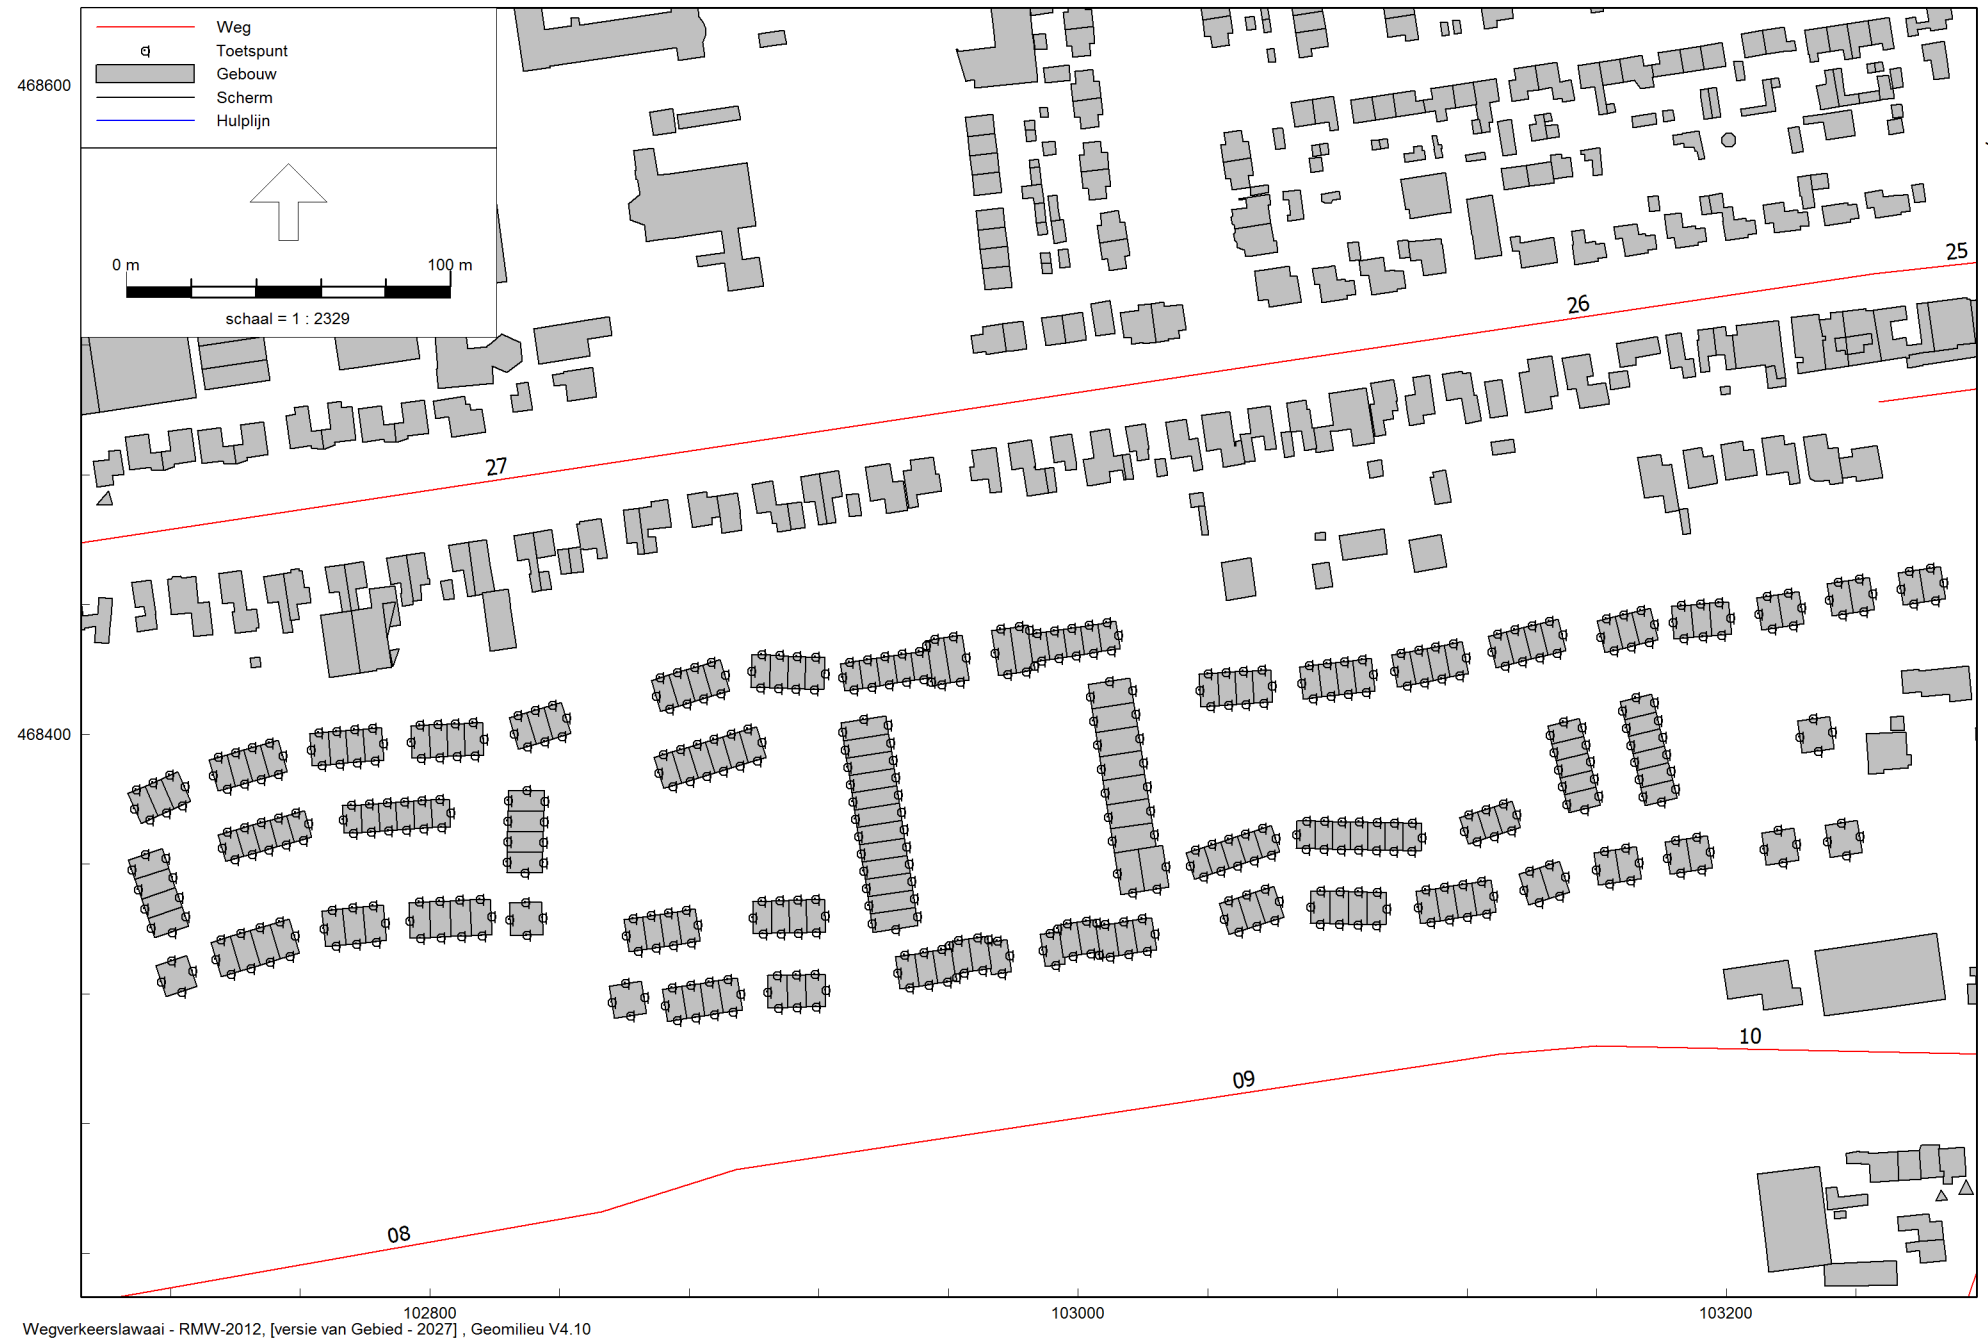 Weg
Toetspunt
Gebouw
Scherm
Hulplijn
0 m 100 m
schaal = 1 : 2329
468600
25
26
27
468400
10
09
08
102800 103000 103200
Wegverkeerslawaai - RMW-2012, [versie van Gebied - 2027] , Geomilieu V4.10